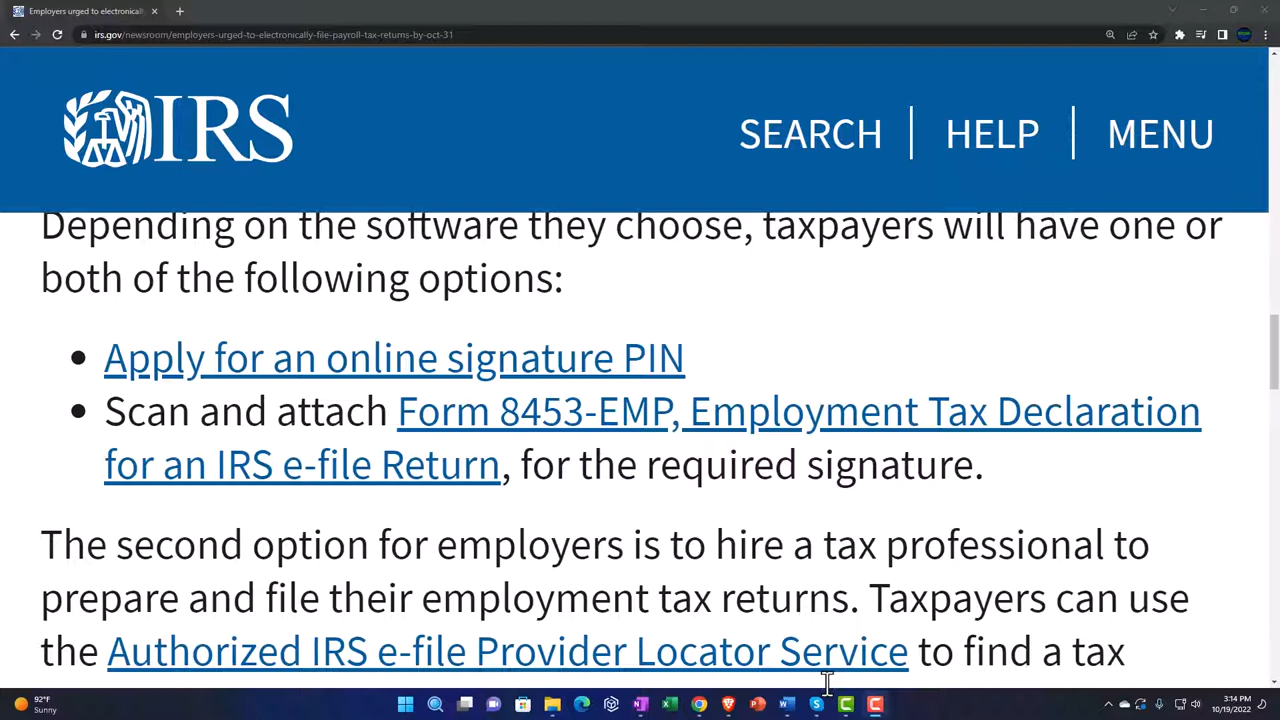 Employers urged to electronically
irs.gov/newsroom/employers-urged-to-electronically-file-payroll-tax-returns-by-oct-31
IRS
SEARCH
HELP
MENU
Depending on the software they choose, taxpayers will have one or
both of the following options:
• Apply for an online signature PIN
• Scan and attach Form 8453-EMP, Employment Tax Declaration
for an IRS e-file Return, for the required signature.
The second option for employers is to hire a tax professional to
prepare and file their employment tax returns. Taxpayers can use
the Authorized IRS e-file Provider Locator Service to find a tax
92°F
Sunny
3:14 PM
10/19/2022